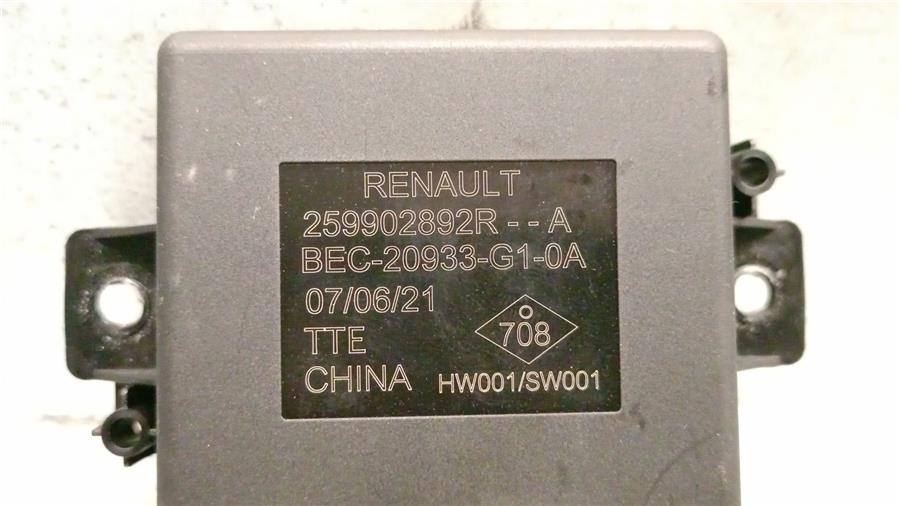 RENAULT
259902892R - - A
BEC-20933-G1-0A
07/06/21
TTE
708
CHINA
HW001/SW001